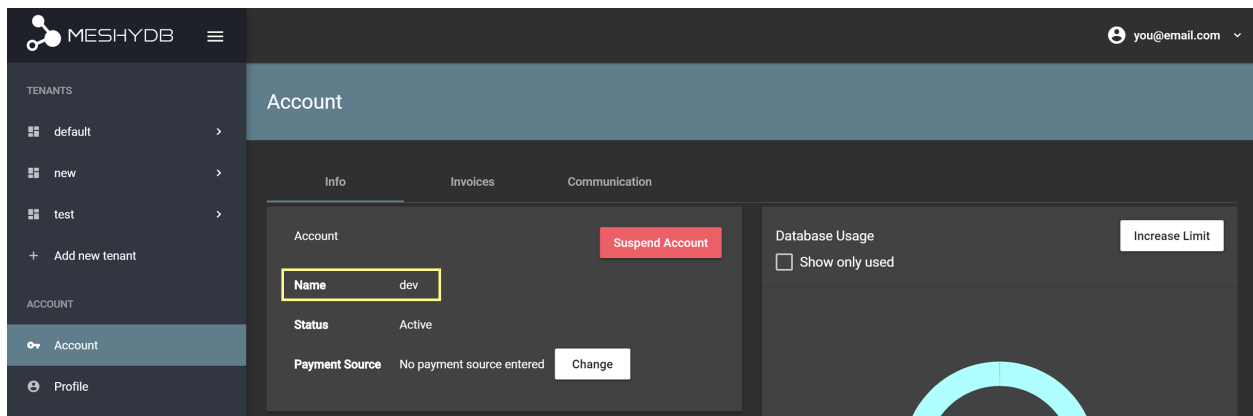 MESHYDB
you@email.com
TENANTS
default
new
test
Add new tenant
ACCOUNT
Account
Profile
Account
Info Invoices Communication
Account
Suspend Account
Name dev
Status Active
Payment Source No payment source entered Change
Database Usage
Increase Limit
Show only used